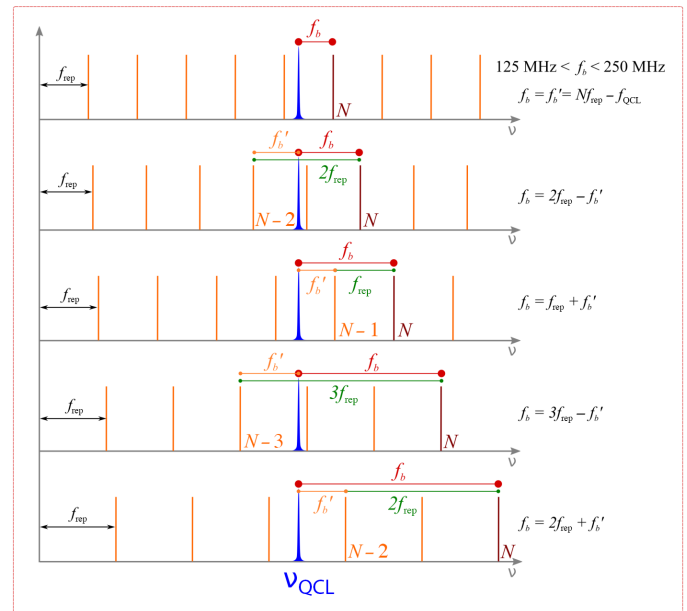 f_b
f_rep
125 MHz < f_b < 250 MHz
f_b = f_b′ = Nf_rep − f_QCL
N
ν
f_b′ f_b
2f_rep
f_rep
f_b = 2f_rep − f_b′
N − 2 N
ν
f_b
f_b′ f_rep
f_rep
f_b = f_rep + f_b′
N − 1 N
ν
f_b′ f_b
3f_rep
f_rep
f_b = 3f_rep − f_b′
N − 3 N
ν
f_b
f_b′ 2f_rep
f_rep
f_b = 2f_rep + f_b′
N − 2 N
ν
ν_QCL